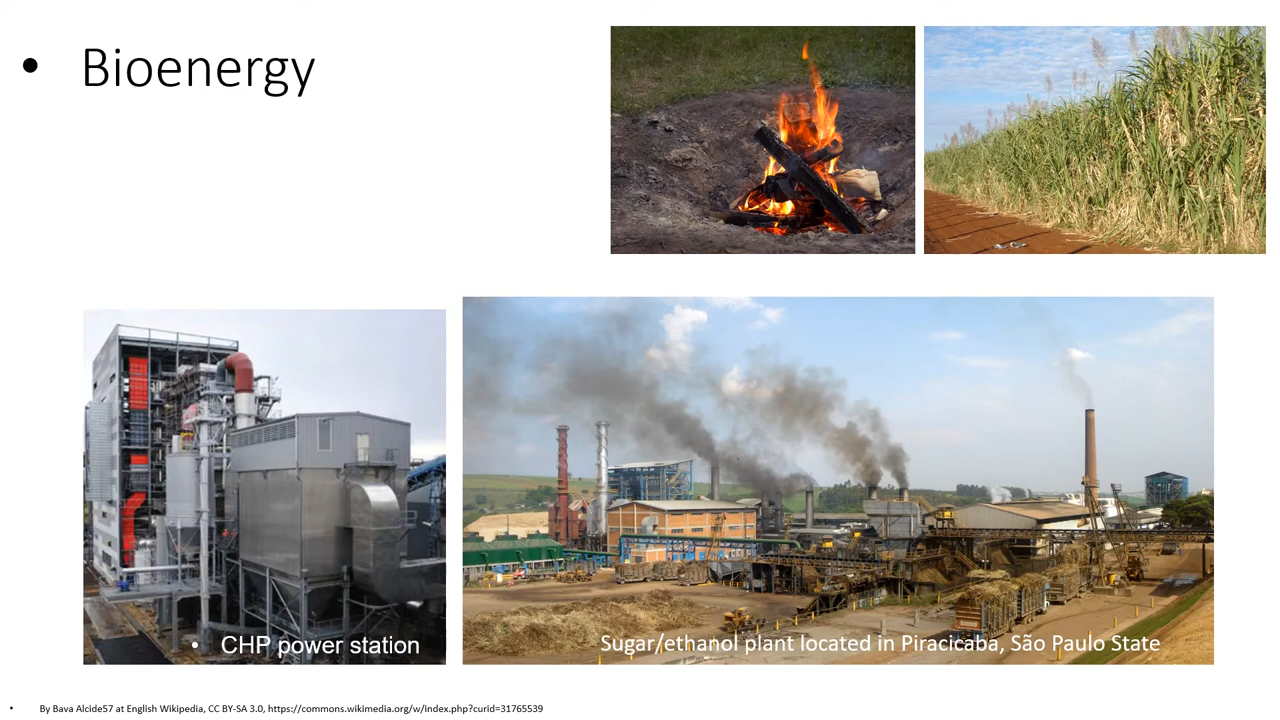 • Bioenergy
• CHP power station
Sugar/ethanol plant located in Piracicaba, São Paulo State
• By Bava Alcide57 at English Wikipedia, CC BY-SA 3.0, https://commons.wikimedia.org/w/index.php?curid=31765539